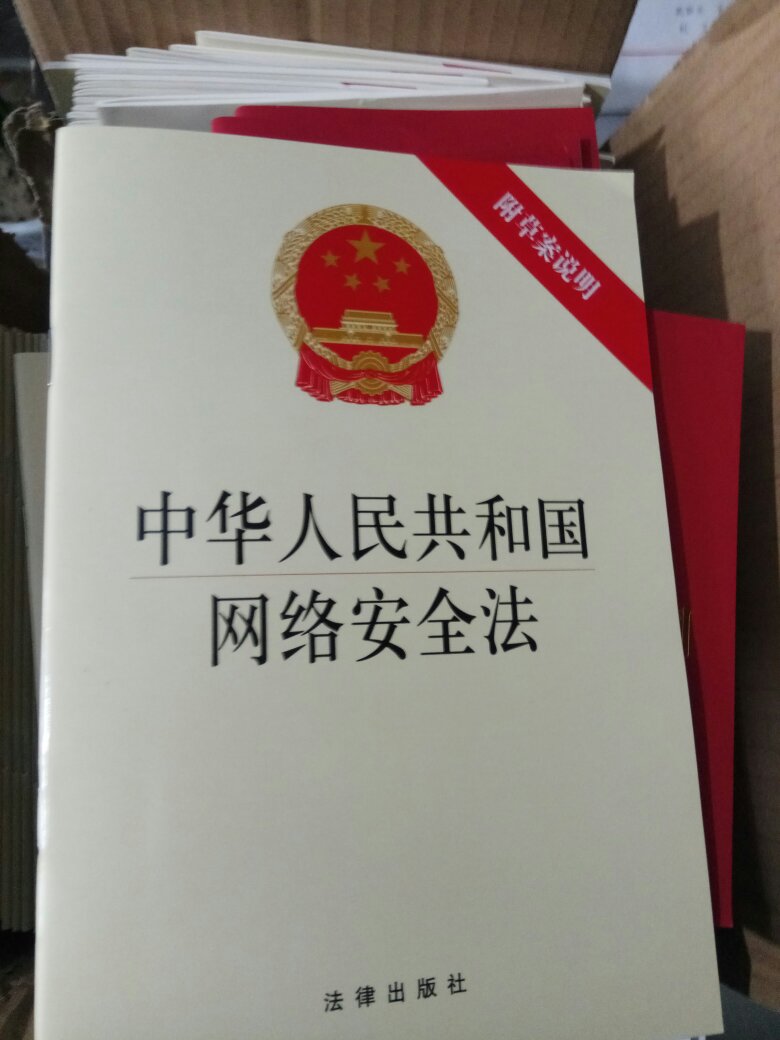 附草案说明
中华人民共和国
网络安全法
法律出版社